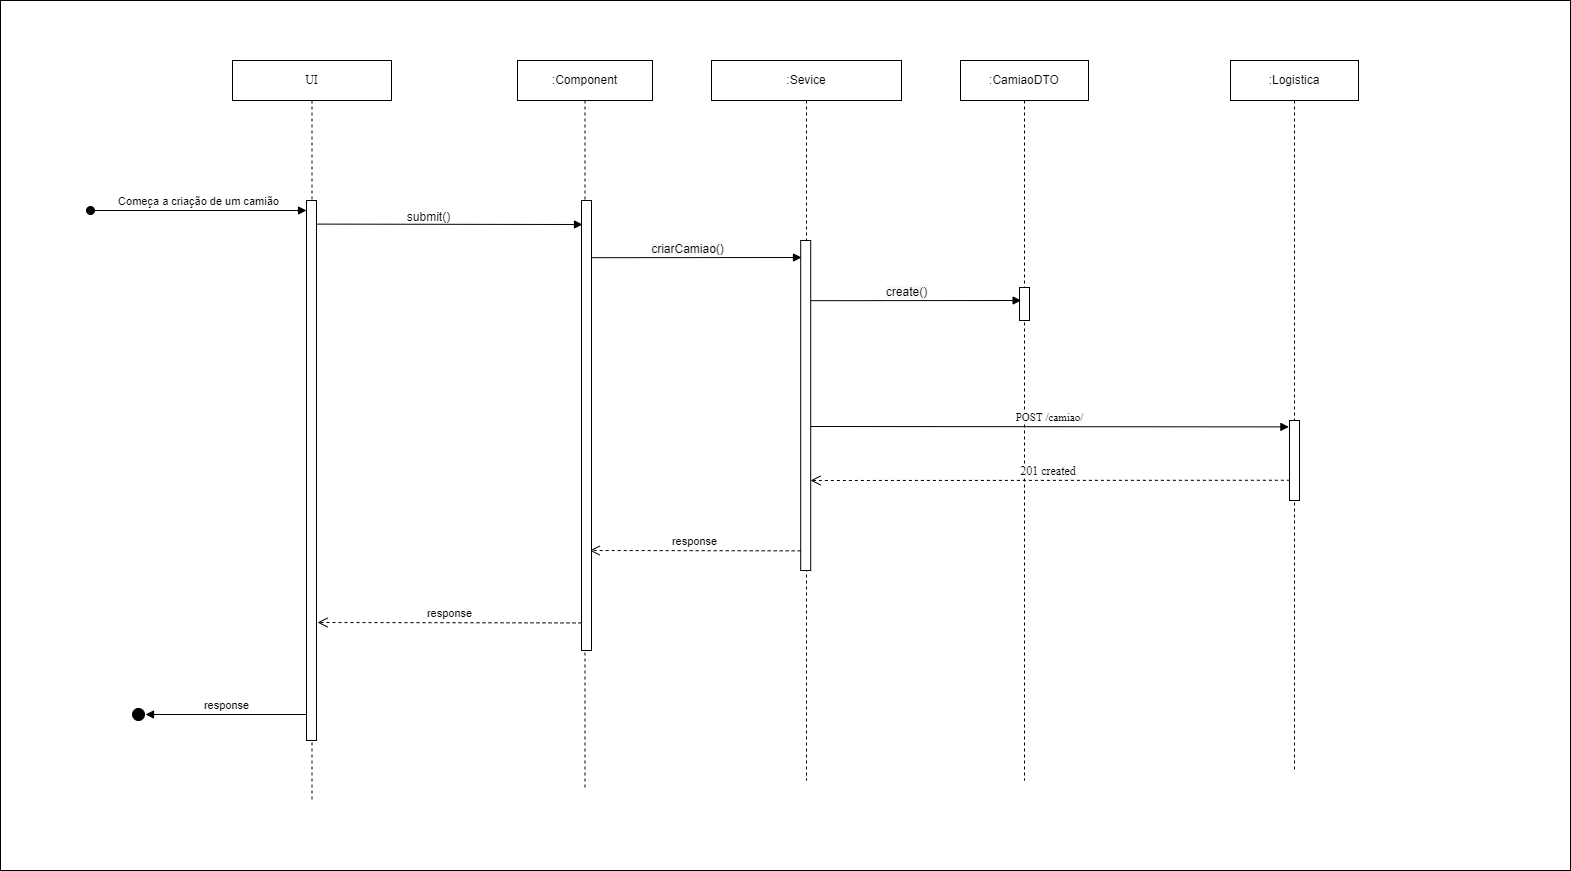 UI
:Component
:Sevice
:CamiaoDTO
:Logistica
Começa a criação de um camião
submit()
criarCamiao()
create()
POST /camiao/
201 created
response
response
response